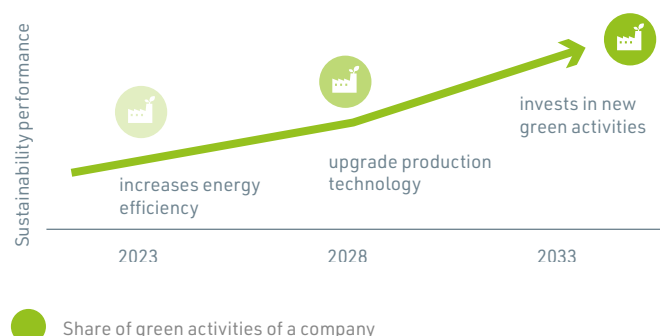 Sustainability performance
invests in new
green activities
upgrade production
technology
increases energy
efficiency
2023
2028
2033
Share of green activities of a company